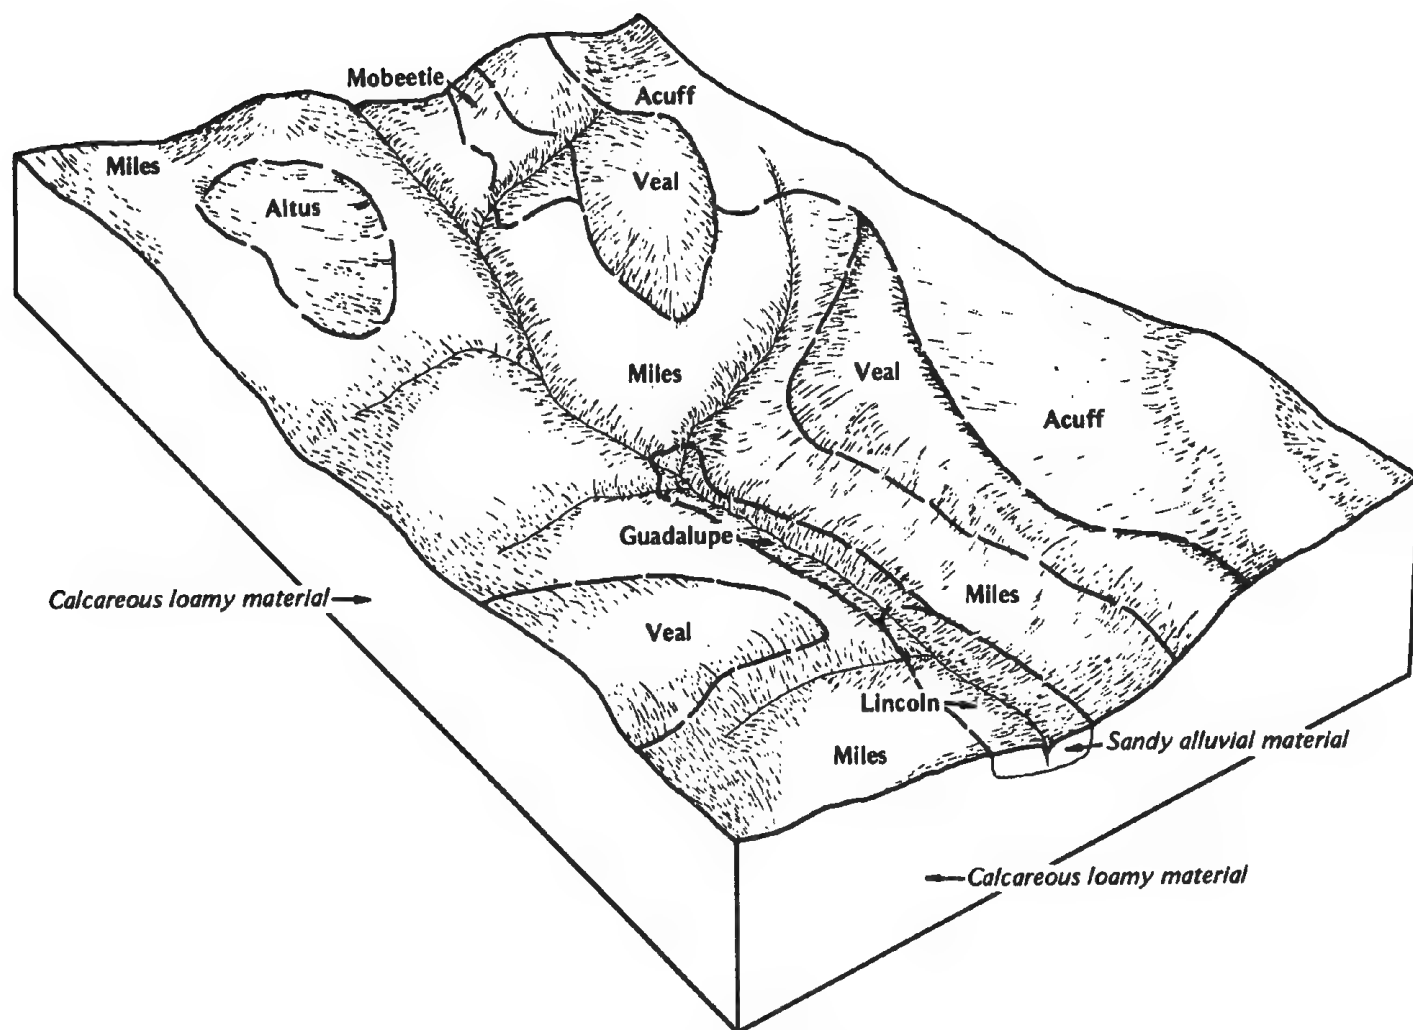 Mobeetie
Acuff
Miles
Altus
Veal
Miles
Veal
Acuff
Guadalupe
Calcareous loamy material
Miles
Veal
Lincoln
Sandy alluvial material
Miles
Calcareous loamy material